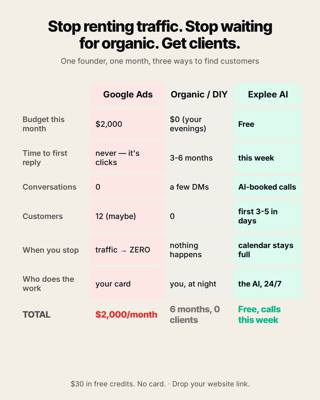 Stop renting traffic. Stop waiting
for organic. Get clients.
One founder, one month, three ways to find customers
Google Ads Organic / DIY Explee AI
Budget this month $2,000 $0 (your evenings) Free
Time to first reply never — it's clicks 3-6 months this week
Conversations 0 a few DMs AI-booked calls
Customers 12 (maybe) 0 first 3-5 in days
When you stop traffic → ZERO nothing happens calendar stays full
Who does the work your card you, at night the AI, 24/7
TOTAL $2,000/month 6 months, 0 clients Free, calls this week
$30 in free credits. No card. · Drop your website link.